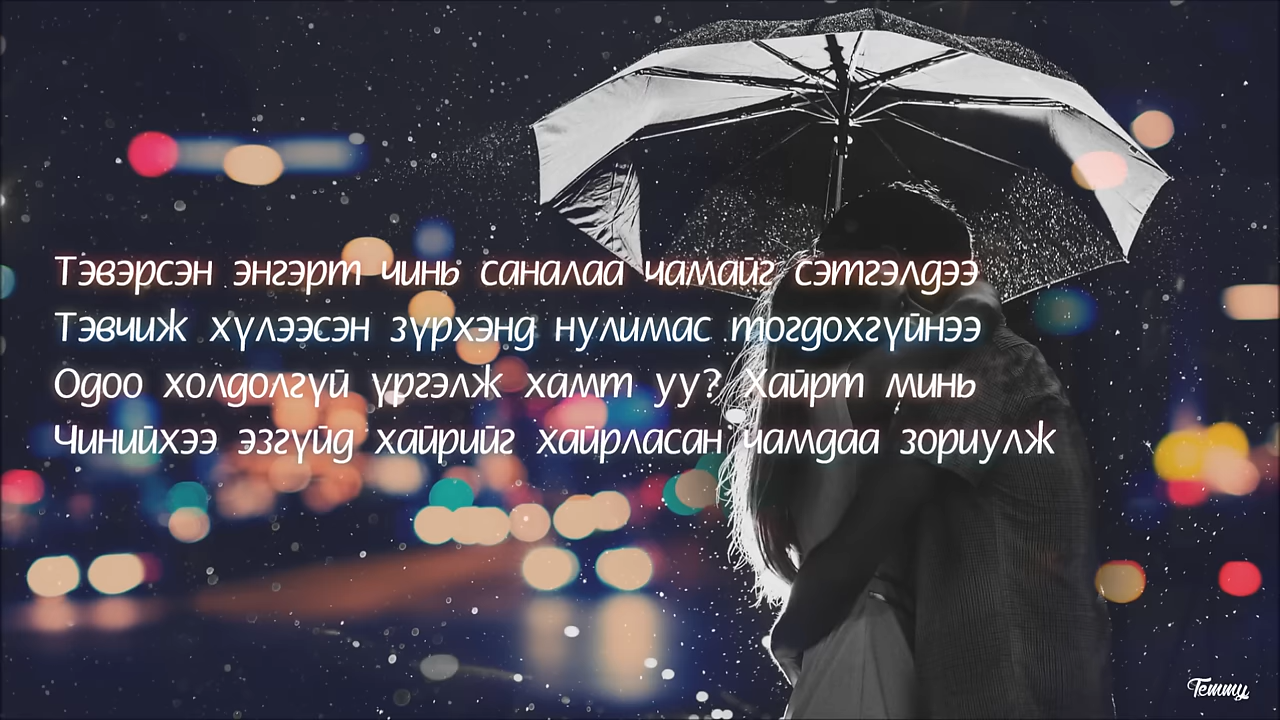 Тэвэрсэн энгэрт чинь саналаа чамайг сэтгэлдээ
Тэвчиж хүлээсэн зүрхэнд нулимас тогдохгүйнээ
Одоо холдолгүй үргэлж хамт уу? Хайрт минь
Чинийхээ эзгүйд хайрийг хайрласан чамдаа зориулж
Temmy